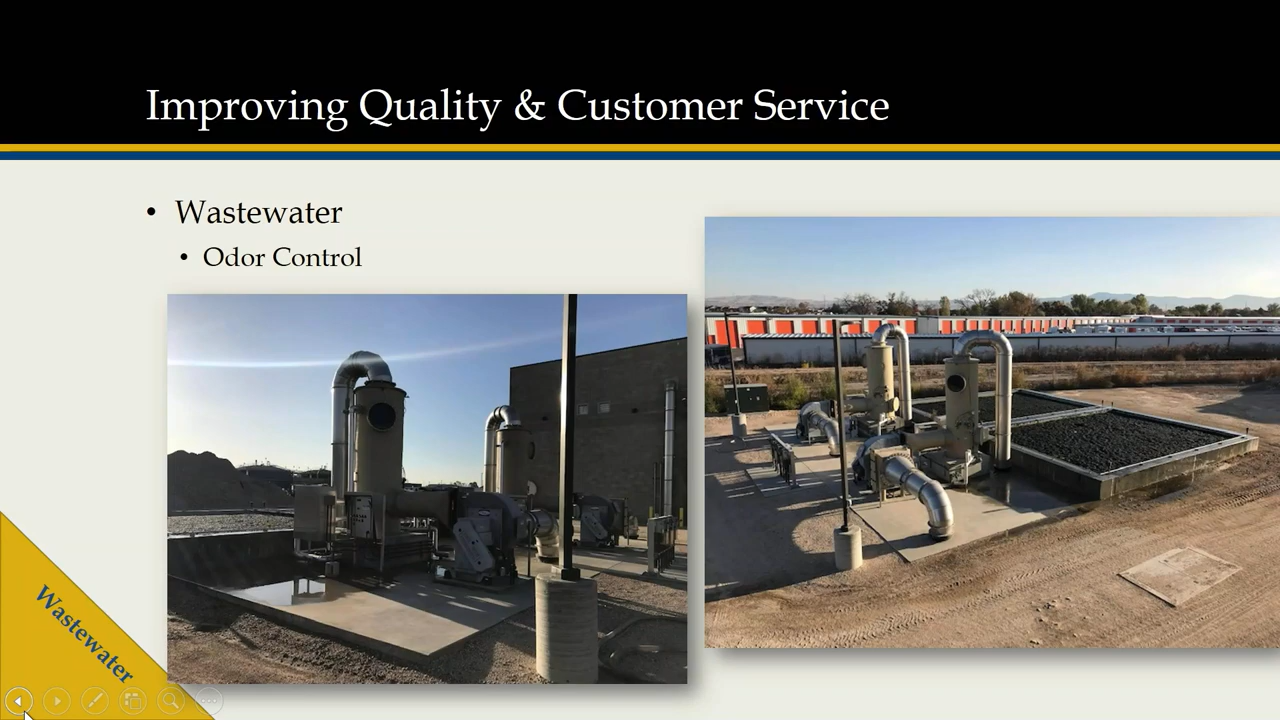 Improving Quality & Customer Service
• Wastewater
• Odor Control
Wastewater